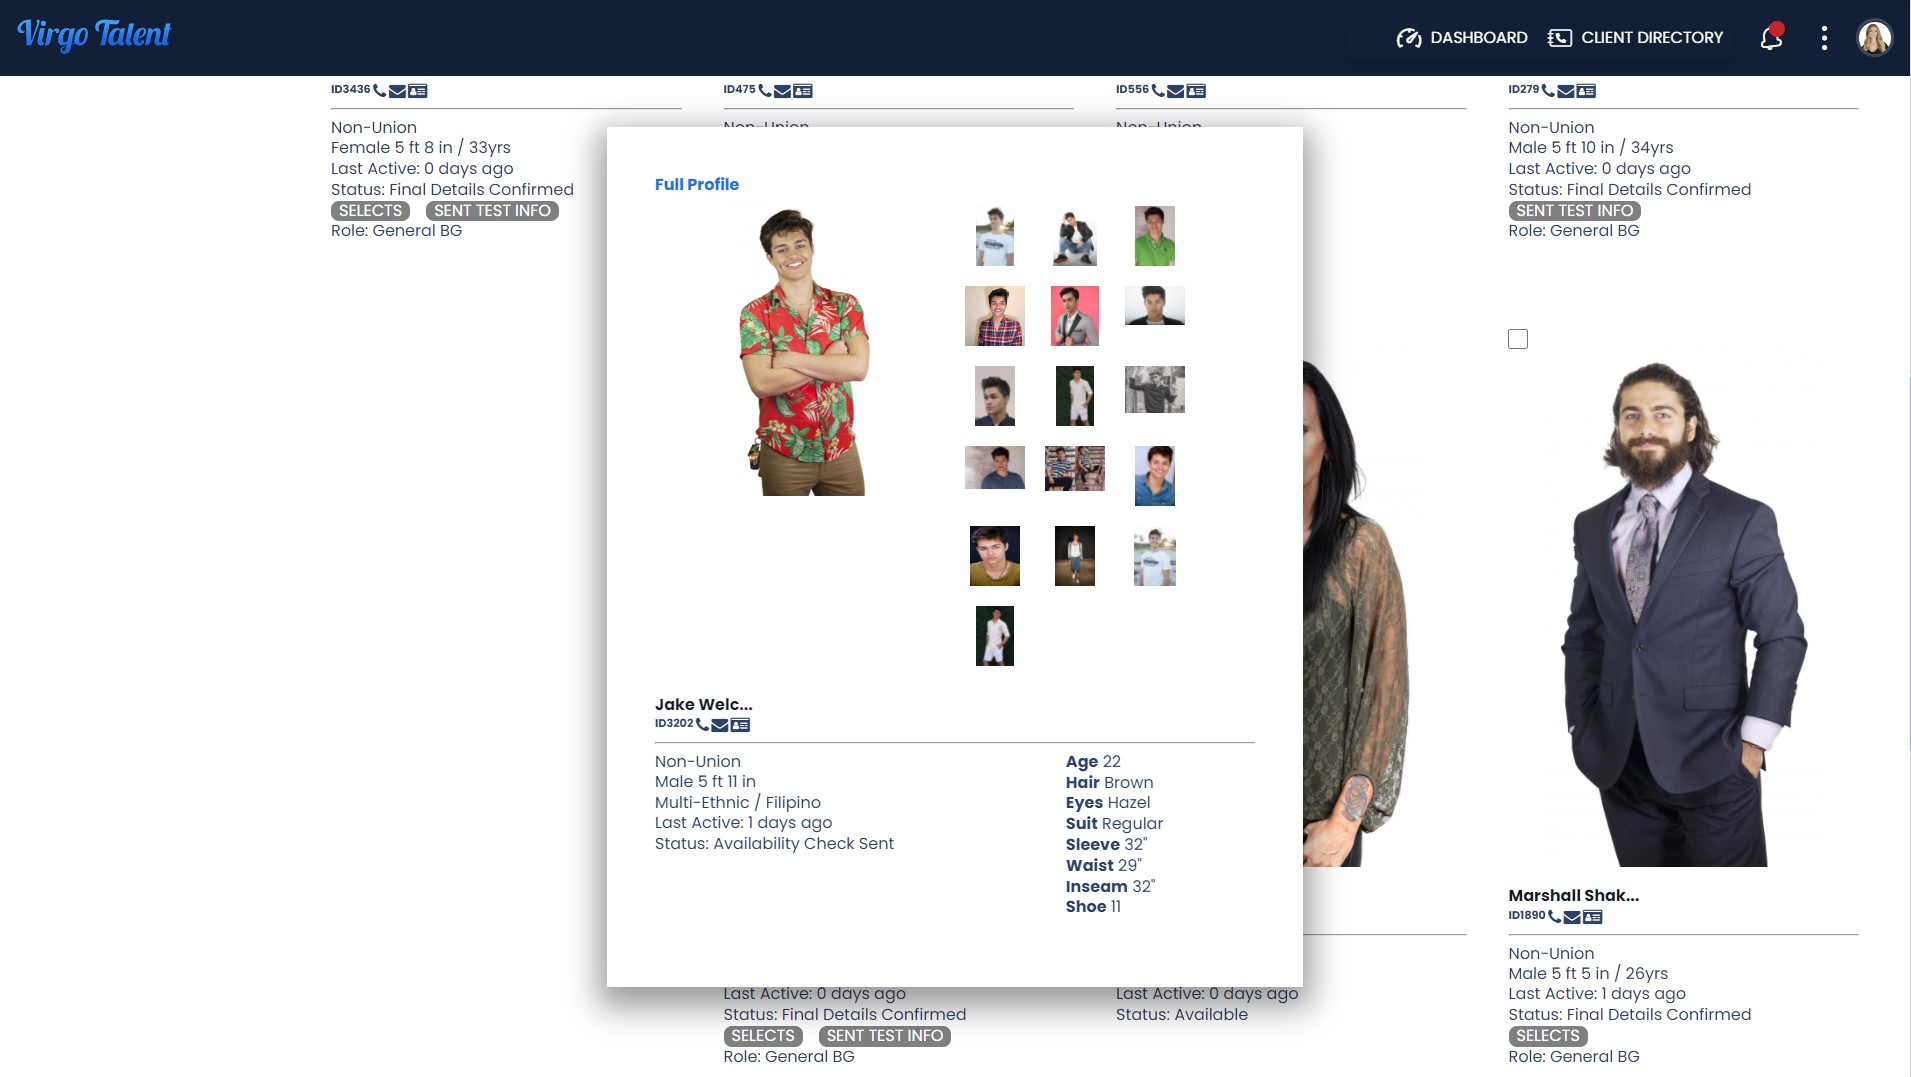 Virgo Talent
DASHBOARD
CLIENT DIRECTORY
ID3436
Non-Union
Female 5 ft 8 in / 33yrs
Last Active: 0 days ago
Status: Final Details Confirmed
SELECTS SENT TEST INFO
Role: General BG
ID475
Non-Union
ID556
Non-Union
ID279
Non-Union
Male 5 ft 10 in / 34yrs
Last Active: 0 days ago
Status: Final Details Confirmed
SENT TEST INFO
Role: General BG
Full Profile
Jake Welc...
ID3202
Non-Union
Male 5 ft 11 in
Multi-Ethnic / Filipino
Last Active: 1 days ago
Status: Availability Check Sent
Age 22
Hair Brown
Eyes Hazel
Suit Regular
Sleeve 32"
Waist 29"
Inseam 32"
Shoe 11
Last Active: 0 days ago
Status: Final Details Confirmed
SELECTS SENT TEST INFO
Role: General BG
Last Active: 0 days ago
Status: Available
Marshall Shak...
ID1890
Non-Union
Male 5 ft 5 in / 26yrs
Last Active: 1 days ago
Status: Final Details Confirmed
SELECTS
Role: General BG